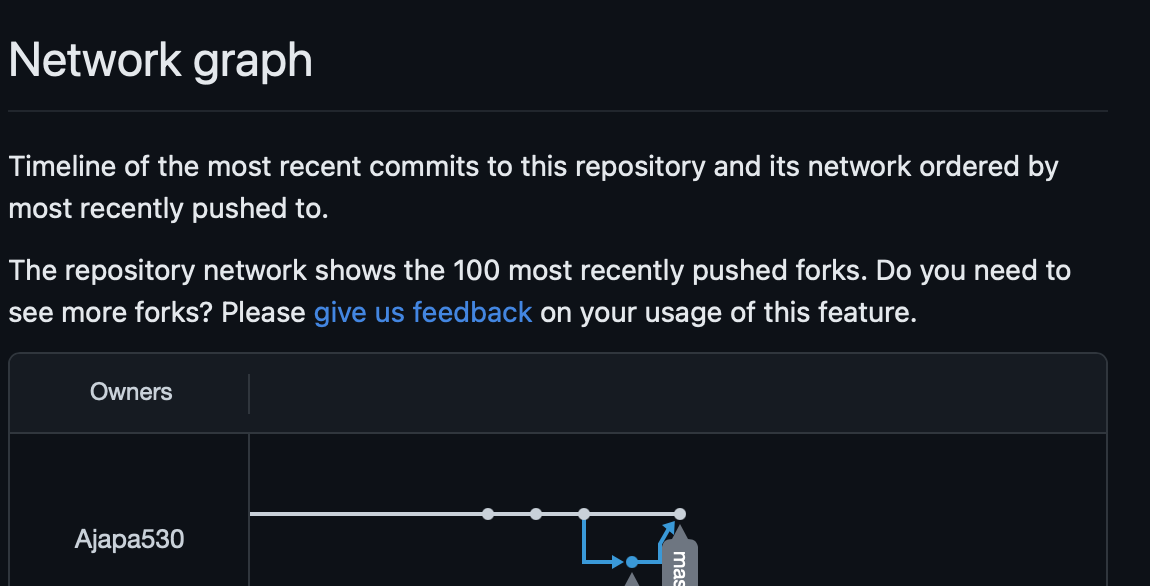 Network graph
Timeline of the most recent commits to this repository and its network ordered by
most recently pushed to.
The repository network shows the 100 most recently pushed forks. Do you need to
see more forks? Please give us feedback on your usage of this feature.
Owners
Ajapa530
mas